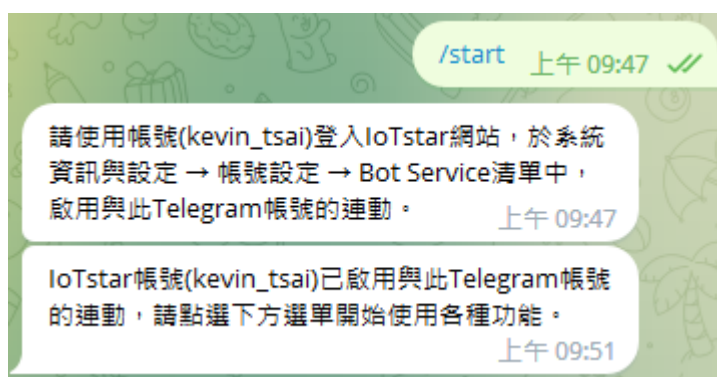 /start 上午 09:47
請使用帳號(kevin_tsai)登入IoTstar網站,於系統
資訊與設定 → 帳號設定 → Bot Service清單中,
啟用與此Telegram帳號的連動。 上午 09:47
IoTstar帳號(kevin_tsai)已啟用與此Telegram帳號
的連動,請點選下方選單開始使用各種功能。
上午 09:51